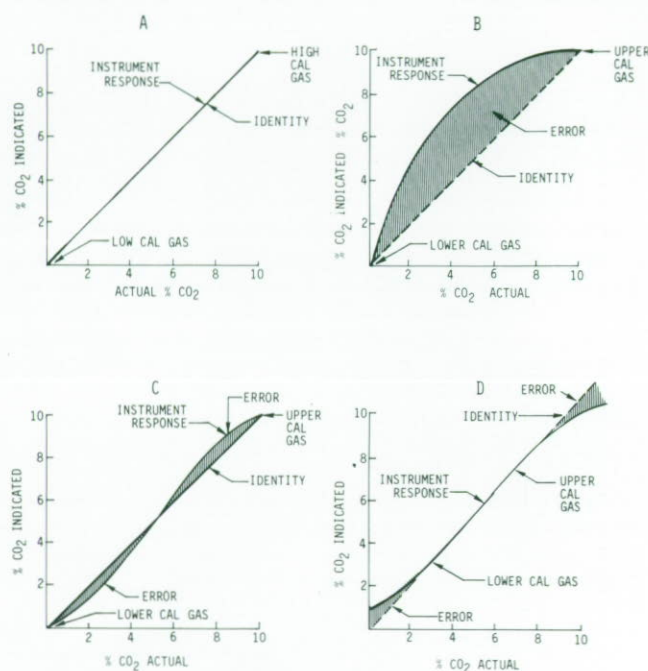 A
10
8
6
4
2
% CO₂ INDICATED
INSTRUMENT
RESPONSE
HIGH
CAL
GAS
IDENTITY
LOW CAL GAS
2 4 6 8 10
ACTUAL % CO₂
B
10
8
6
4
2
% CO₂ INDICATED % CO₂
INSTRUMENT
RESPONSE
UPPER
CAL
GAS
ERROR
IDENTITY
LOWER CAL GAS
2 4 6 8 10
% CO₂ ACTUAL
C
10
8
6
4
2
% CO₂ INDICATED
ERROR
INSTRUMENT
RESPONSE
UPPER
CAL
GAS
IDENTITY
ERROR
LOWER CAL GAS
2 4 6 8 10
% CO₂ ACTUAL
D
10
8
6
4
2
% CO₂ INDICATED
ERROR
IDENTITY
INSTRUMENT
RESPONSE
UPPER
CAL
GAS
LOWER CAL GAS
ERROR
2 4 6 8 10
% CO₂ ACTUAL